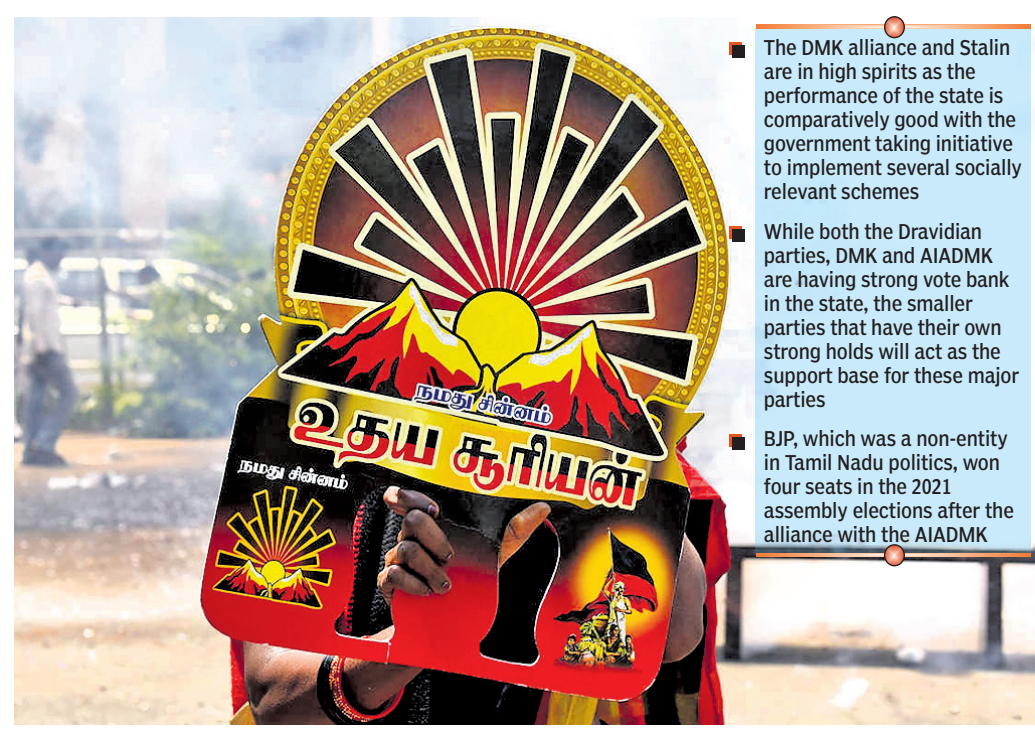 நமது சின்னம்
உதய சூரியன்
நமது சின்னம்
The DMK alliance and Stalin
are in high spirits as the
performance of the state is
comparatively good with the
government taking initiative
to implement several socially
relevant schemes
While both the Dravidian
parties, DMK and AIADMK
are having strong vote bank
in the state, the smaller
parties that have their own
strong holds will act as the
support base for these major
parties
BJP, which was a non-entity
in Tamil Nadu politics, won
four seats in the 2021
assembly elections after the
alliance with the AIADMK